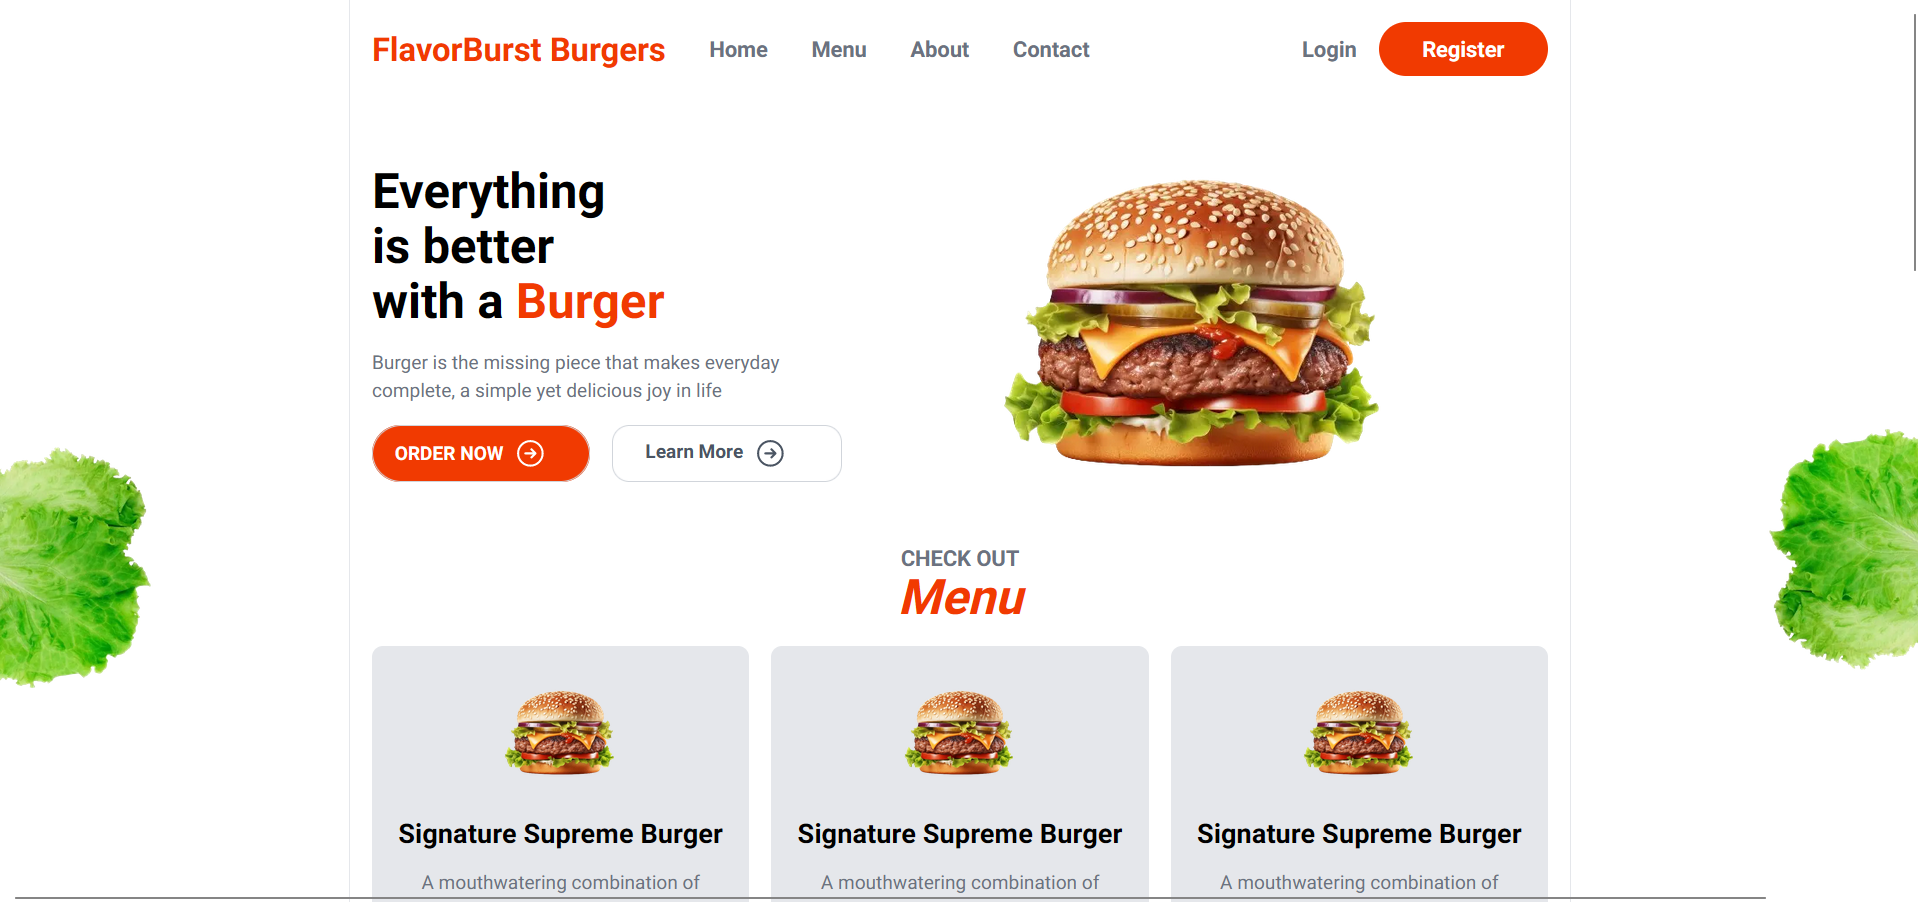 FlavorBurst Burgers
Home
Menu
About
Contact
Login
Register
Everything
is better
with a Burger
Burger is the missing piece that makes everyday
complete, a simple yet delicious joy in life
ORDER NOW
Learn More
CHECK OUT
Menu
Signature Supreme Burger
A mouthwatering combination of
Signature Supreme Burger
A mouthwatering combination of
Signature Supreme Burger
A mouthwatering combination of